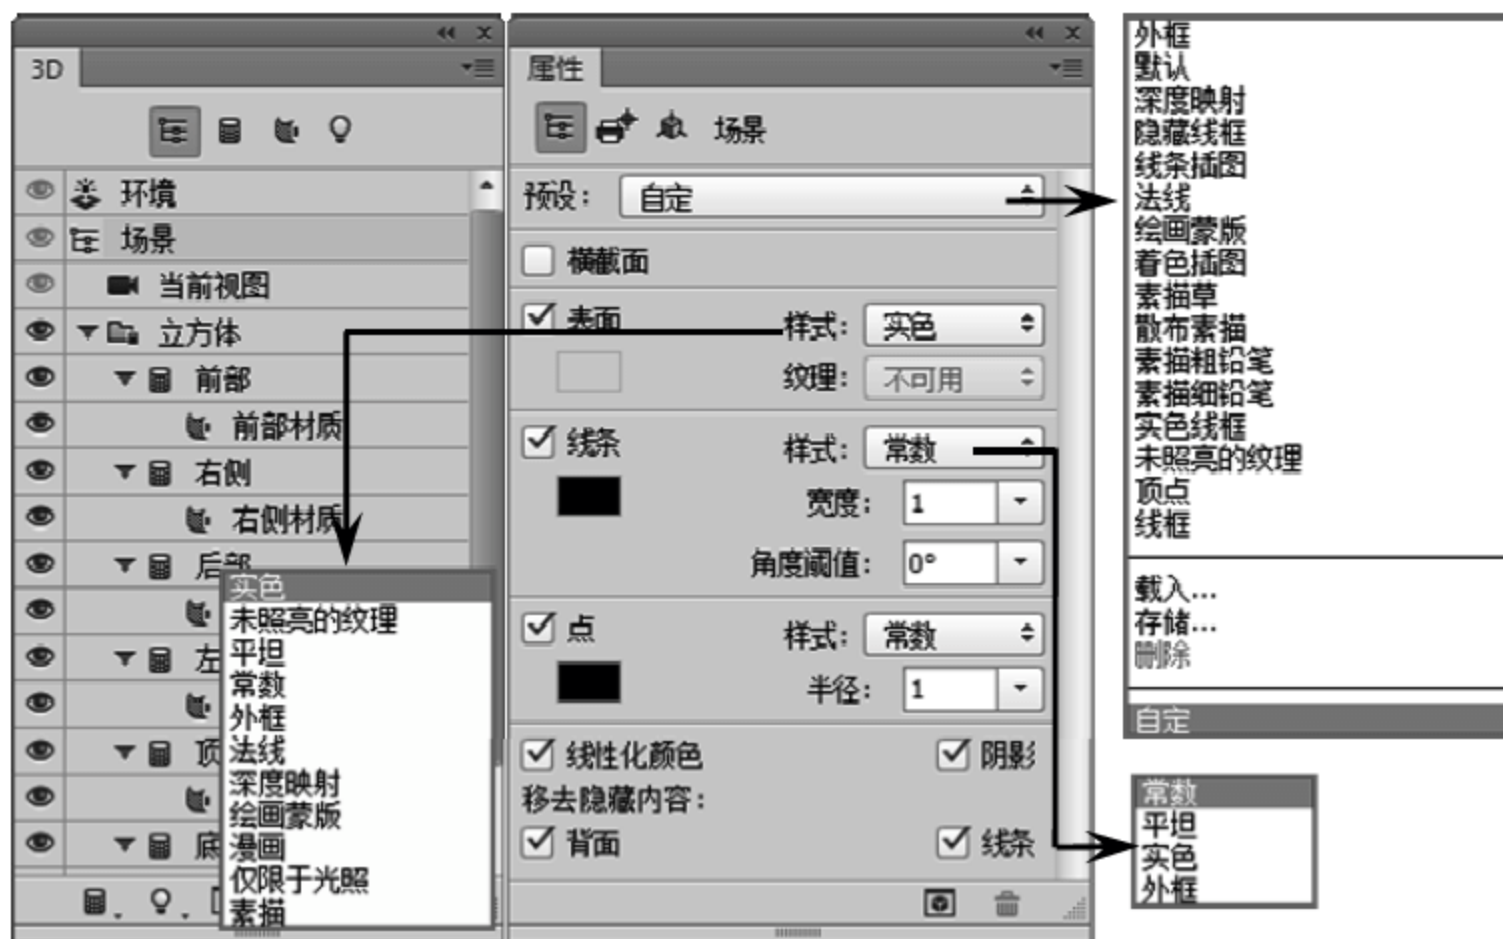 3D
环境
场景
当前视图
立方体
前部
前部材质
右侧
右侧材质
后部
左
顶
底
实色
未照亮的纹理
平坦
常数
外框
法线
深度映射
绘画蒙版
漫画
仅限于光照
素描
属性
场景
预设: 自定
横截面
表面 样式: 实色
纹理: 不可用
线条 样式: 常数
宽度: 1
角度阈值: 0°
点 样式: 常数
半径: 1
线性化颜色 阴影
移去隐藏内容:
背面 线条
外框
默认
深度映射
隐藏线框
线条插图
法线
绘画蒙版
着色插图
素描草
散布素描
素描粗铅笔
素描细铅笔
实色线框
未照亮的纹理
顶点
线框
载入...
存储...
删除
自定
常数
平坦
实色
外框